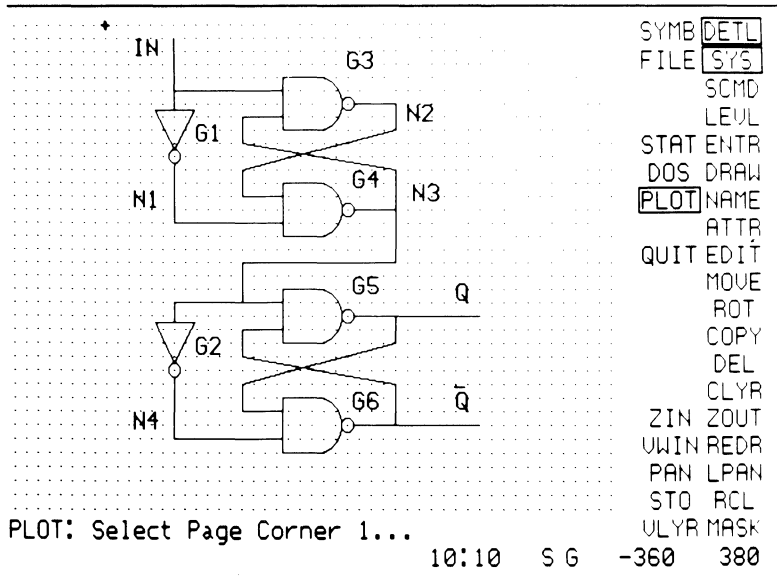 IN
G3
N2
G1
G4
N1
N3
G5
Q
G2
G6
Q̄
N4
SYMB DETL
FILE SYS
SCMD
LEVL
STAT ENTR
DOS DRAW
PLOT NAME
ATTR
QUIT EDIT
MOVE
ROT
COPY
DEL
CLYR
ZIN ZOUT
VWIN REDR
PAN LPAN
STO RCL
VLYR MASK
PLOT: Select Page Corner 1...
10:10 S G -360 380